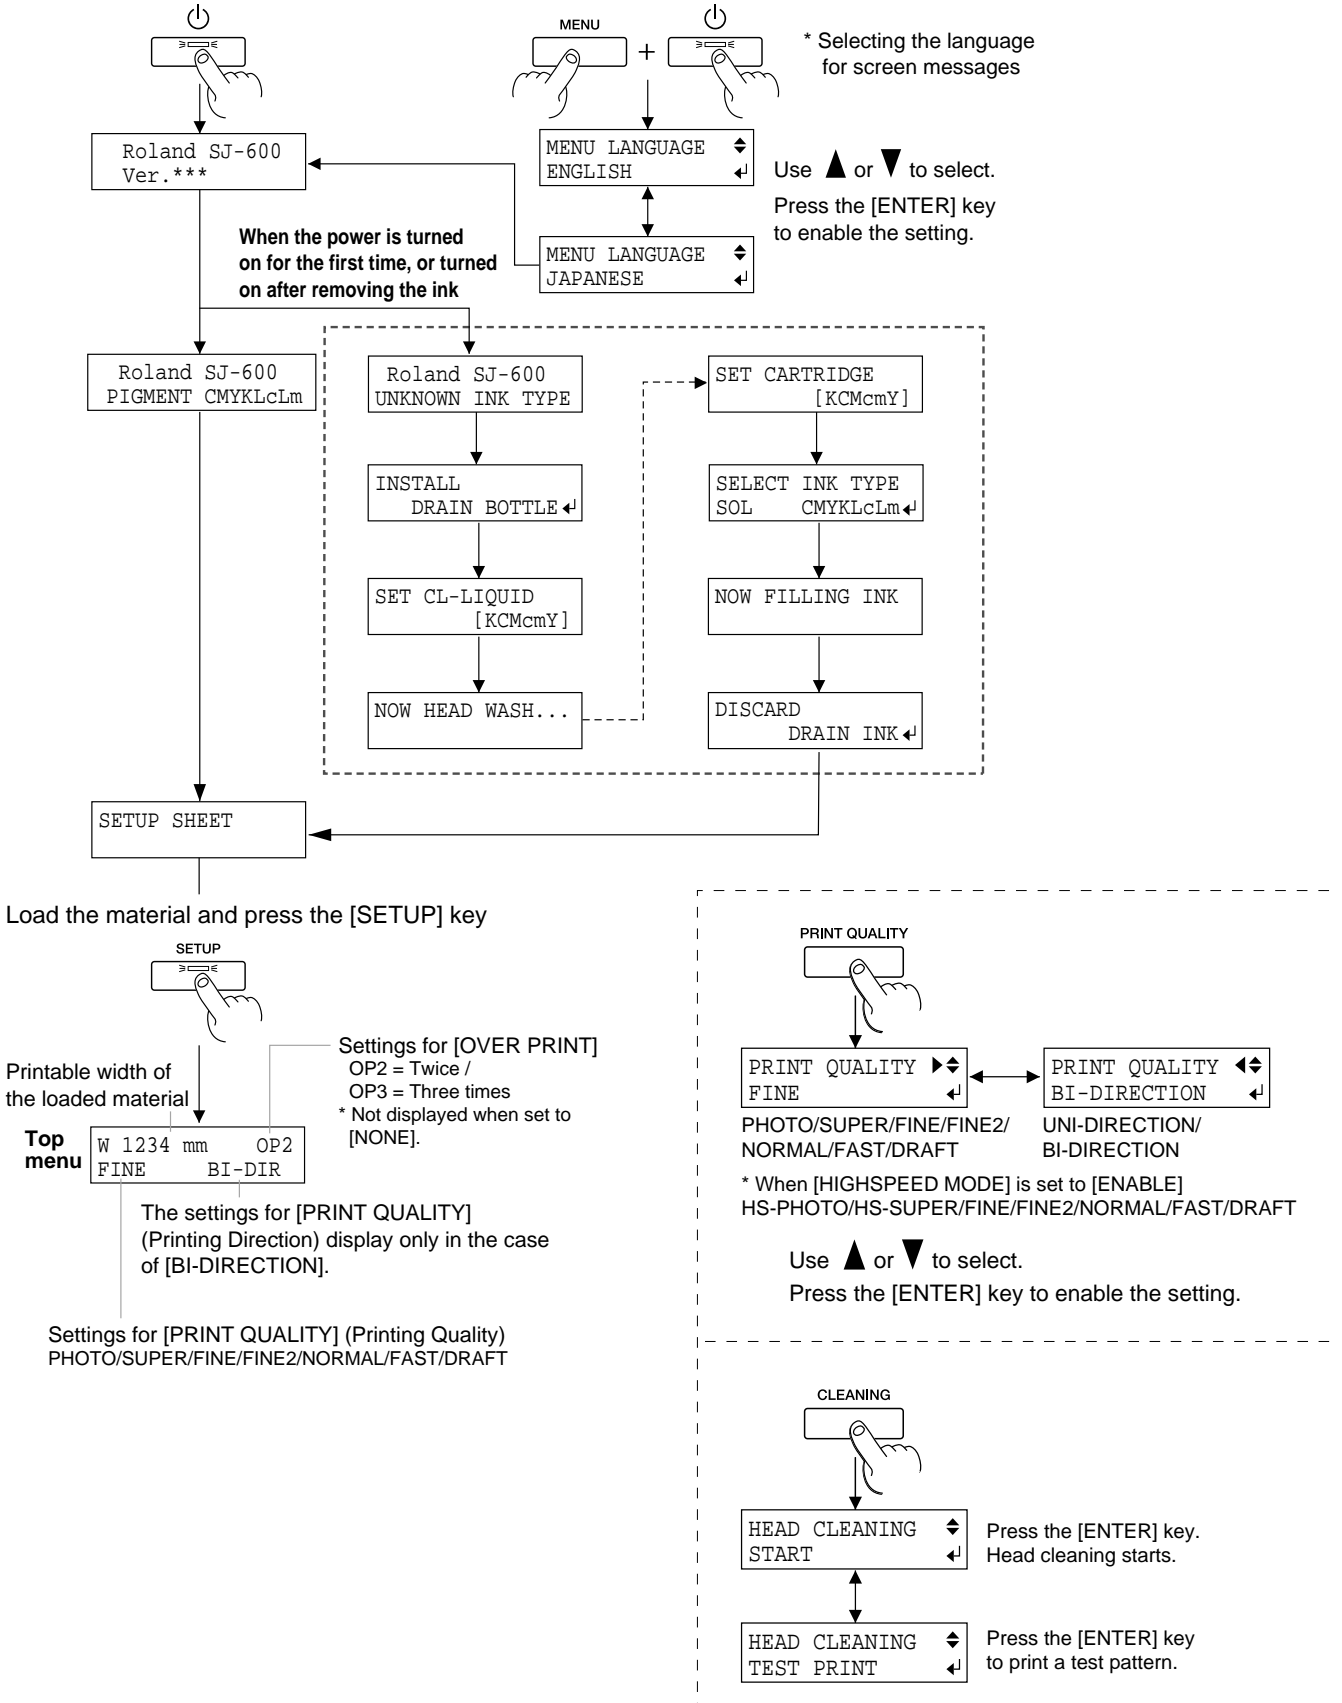 MENU
+
* Selecting the language
for screen messages
Roland SJ-600
Ver.***
MENU LANGUAGE
ENGLISH
Use ▲ or ▼ to select.
Press the [ENTER] key
to enable the setting.
MENU LANGUAGE
JAPANESE
When the power is turned
on for the first time, or turned
on after removing the ink
Roland SJ-600
PIGMENT CMYKLcLm
Roland SJ-600
UNKNOWN INK TYPE
INSTALL
DRAIN BOTTLE
SET CL-LIQUID
[KCMcmY]
NOW HEAD WASH...
SET CARTRIDGE
[KCMcmY]
SELECT INK TYPE
SOL CMYKLcLm
NOW FILLING INK
DISCARD
DRAIN INK
SETUP SHEET
Load the material and press the [SETUP] key
SETUP
Printable width of
the loaded material
Settings for [OVER PRINT]
OP2 = Twice /
OP3 = Three times
* Not displayed when set to
[NONE].
Top
menu
W 1234 mm OP2
FINE BI-DIR
The settings for [PRINT QUALITY]
(Printing Direction) display only in the case
of [BI-DIRECTION].
Settings for [PRINT QUALITY] (Printing Quality)
PHOTO/SUPER/FINE/FINE2/NORMAL/FAST/DRAFT
PRINT QUALITY
PRINT QUALITY
FINE
PRINT QUALITY
BI-DIRECTION
PHOTO/SUPER/FINE/FINE2/
NORMAL/FAST/DRAFT
UNI-DIRECTION/
BI-DIRECTION
* When [HIGHSPEED MODE] is set to [ENABLE]
HS-PHOTO/HS-SUPER/FINE/FINE2/NORMAL/FAST/DRAFT
Use ▲ or ▼ to select.
Press the [ENTER] key to enable the setting.
CLEANING
HEAD CLEANING
START
Press the [ENTER] key.
Head cleaning starts.
HEAD CLEANING
TEST PRINT
Press the [ENTER] key
to print a test pattern.